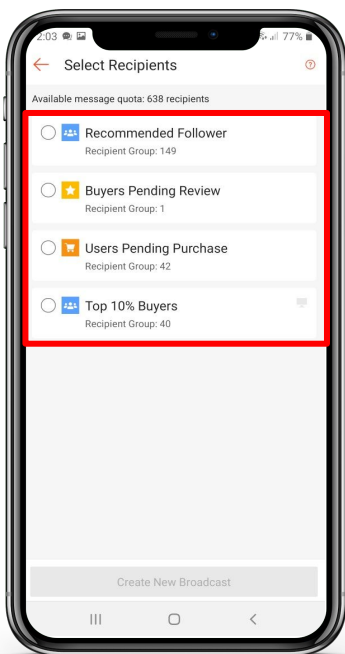 2:03 77%
Select Recipients
Available message quota: 638 recipients
Recommended Follower
Recipient Group: 149
Buyers Pending Review
Recipient Group: 1
Users Pending Purchase
Recipient Group: 42
Top 10% Buyers
Recipient Group: 40
Create New Broadcast